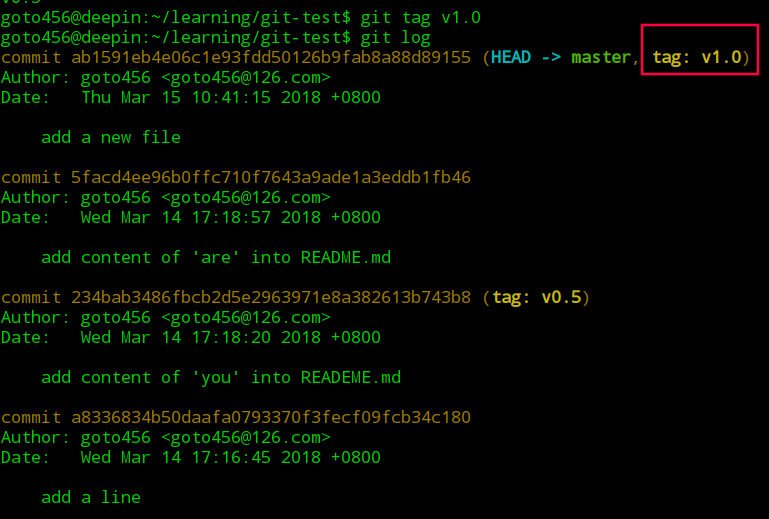 goto456@deepin:~/learning/git-test$ git tag v1.0
goto456@deepin:~/learning/git-test$ git log
commit ab1591eb4e06c1e93fdd50126b9fab8a88d89155 (HEAD -> master, tag: v1.0)
Author: goto456 <goto456@126.com>
Date:   Thu Mar 15 10:41:15 2018 +0800

    add a new file

commit 5facd4ee96b0ffc710f7643a9ade1a3eddb1fb46
Author: goto456 <goto456@126.com>
Date:   Wed Mar 14 17:18:57 2018 +0800

    add content of 'are' into README.md

commit 234bab3486fbcb2d5e2963971e8a382613b743b8 (tag: v0.5)
Author: goto456 <goto456@126.com>
Date:   Wed Mar 14 17:18:20 2018 +0800

    add content of 'you' into READEME.md

commit a8336834b50daafa0793370f3fecf09fcb34c180
Author: goto456 <goto456@126.com>
Date:   Wed Mar 14 17:16:45 2018 +0800

    add a line